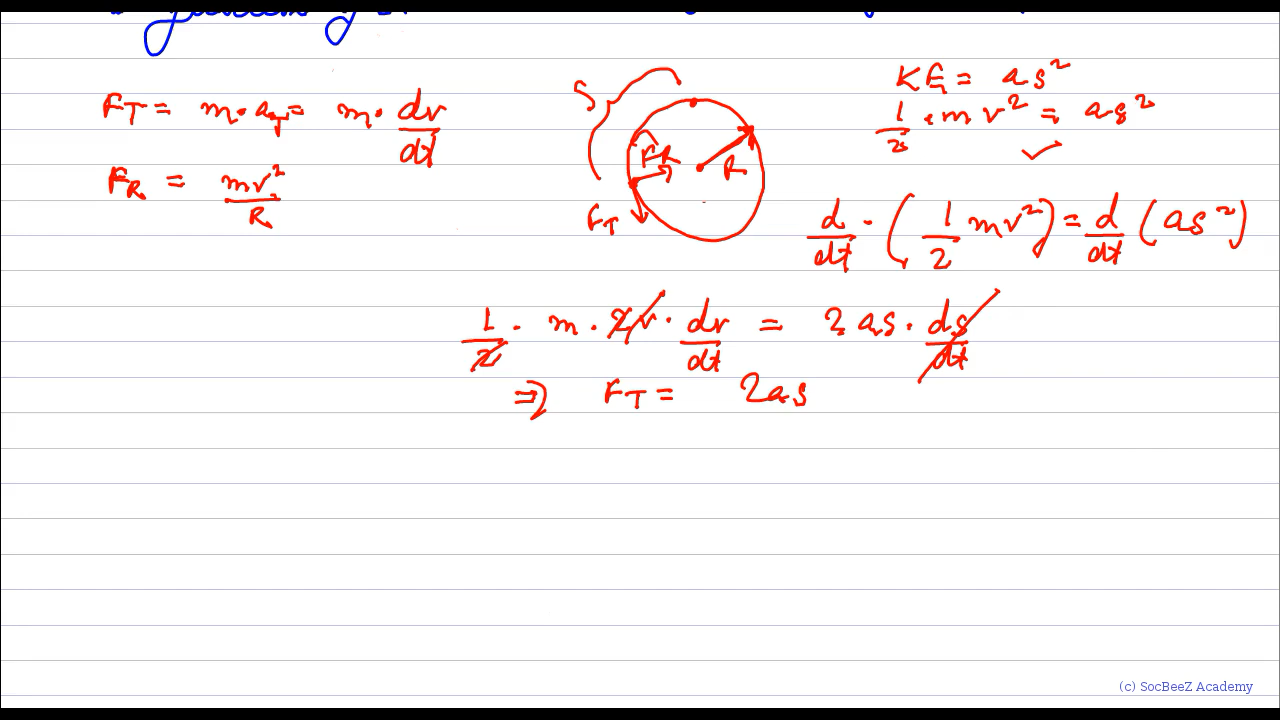 F_T = m · a_T = m · dv/dt
F_R = mv²/R
S
F_R
R
F_T
KE = as²
1/2 · mv² = as²
d/dt · (1/2 mv²) = d/dt (as²)
1/2 · m · 2v · dv/dt = 2as · ds/dt
⇒ F_T = 2as
(c) SocBeeZ Academy